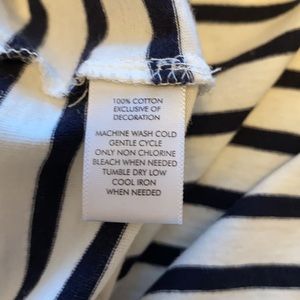 100% COTTON
EXCLUSIVE OF
DECORATION
MACHINE WASH COLD
GENTLE CYCLE
ONLY NON CHLORINE
BLEACH WHEN NEEDED
TUMBLE DRY LOW
COOL IRON
WHEN NEEDED